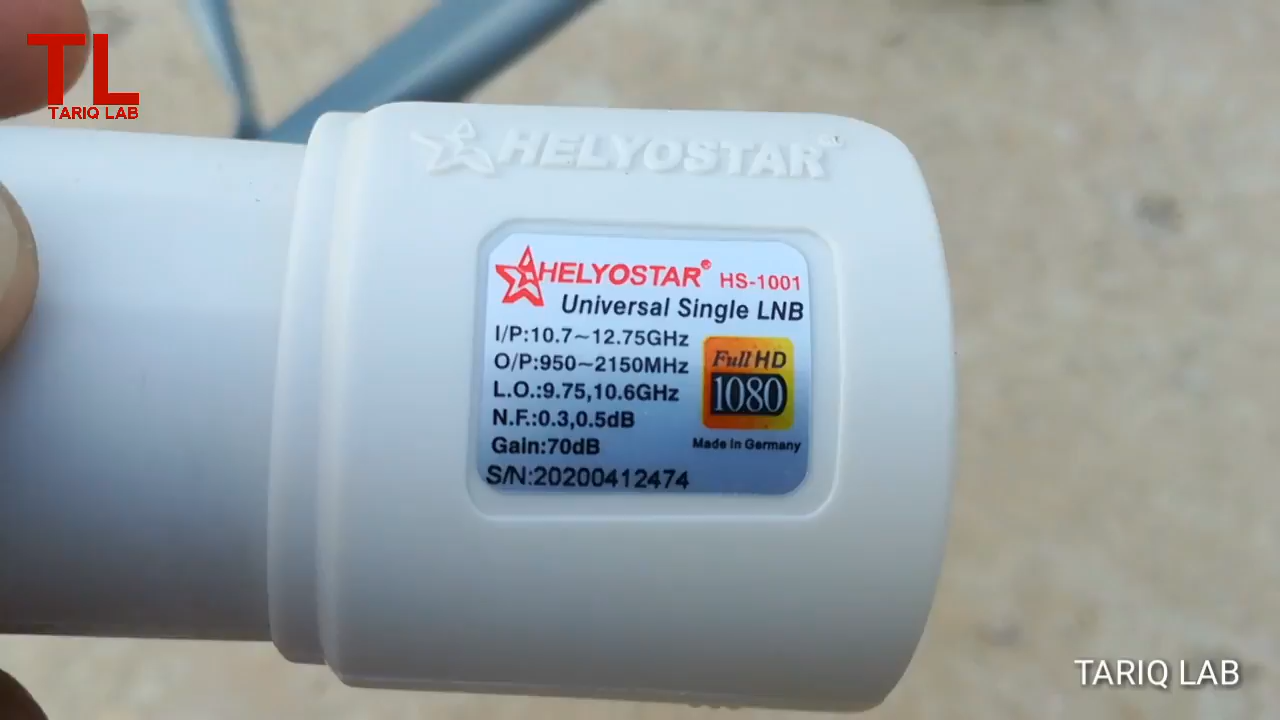 TL
TARIQ LAB
HELYOSTAR
HELYOSTAR® HS-1001
Universal Single LNB
I/P:10.7~12.75GHz
O/P:950~2150MHz
L.O.:9.75,10.6GHz
N.F.:0.3,0.5dB
Gain:70dB
S/N:20200412474
Full HD
1080
Made In Germany
TARIQ LAB